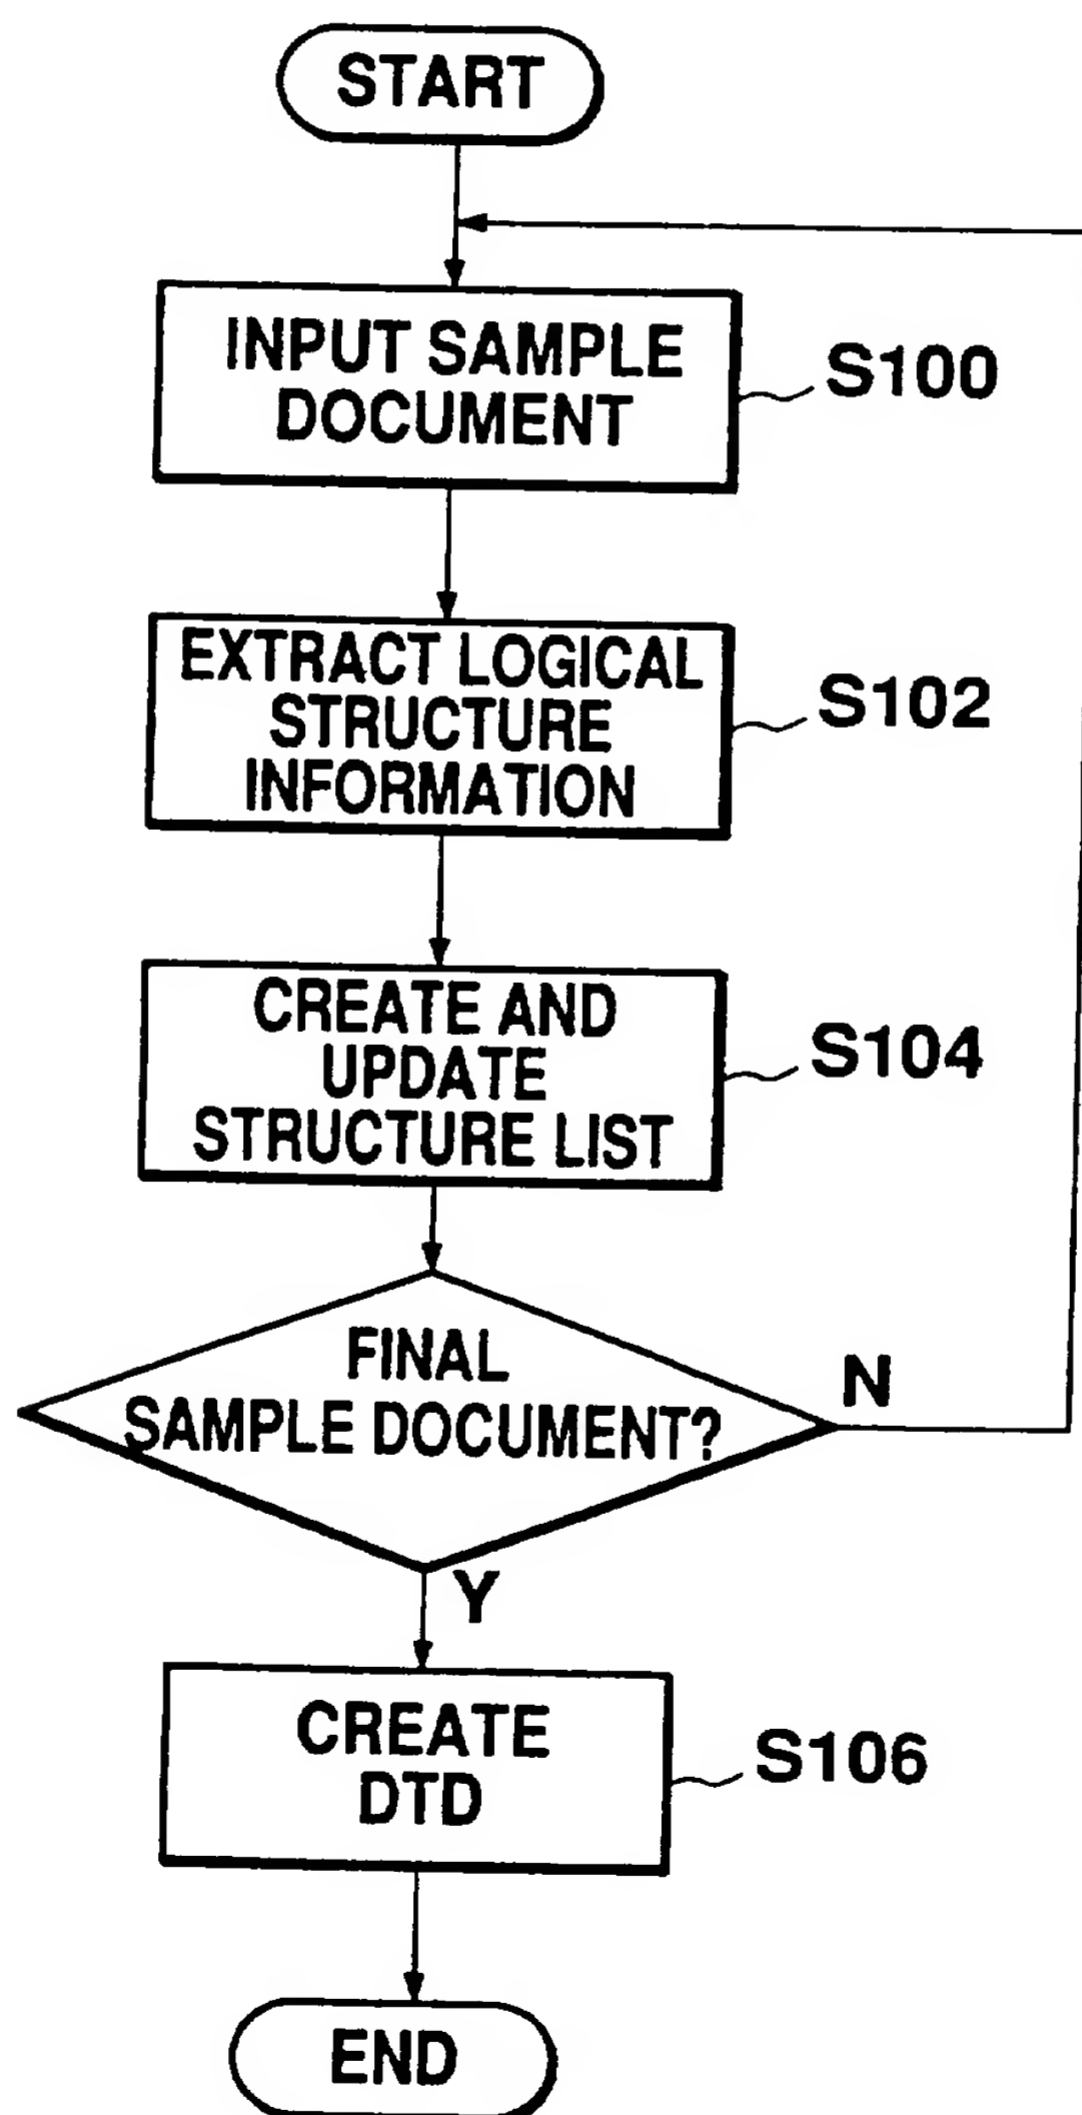 START
INPUT SAMPLE
DOCUMENT
S100
EXTRACT LOGICAL
STRUCTURE
INFORMATION
S102
CREATE AND
UPDATE
STRUCTURE LIST
S104
FINAL
SAMPLE DOCUMENT?
N
Y
CREATE
DTD
S106
END